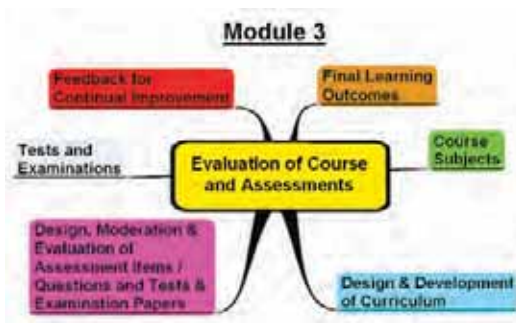 Module 3
Feedback for
Continual Improvement
Final Learning
Outcomes
Tests and
Examinations
Evaluation of Course
and Assessments
Course
Subjects
Design, Moderation &
Evaluation of
Assessment Items /
Questions and Tests &
Examination Papers
Design & Development
of Curriculum